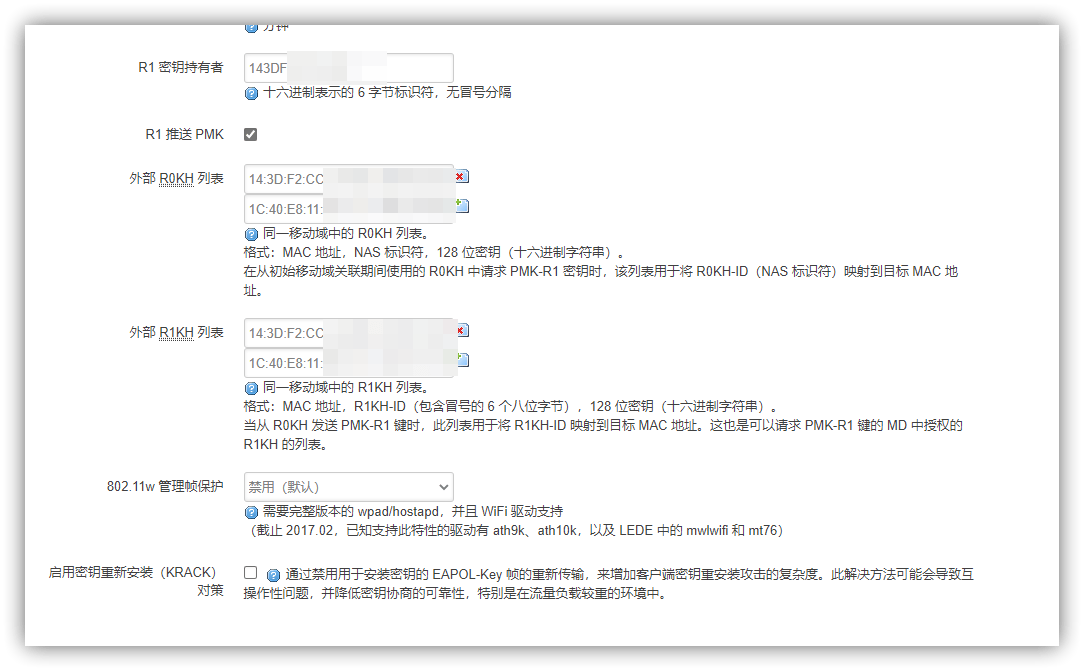 分钟
R1 密钥持有者
143DF
十六进制表示的 6 字节标识符，无冒号分隔
R1 推送 PMK
外部 R0KH 列表
14:3D:F2:CC
1C:40:E8:11:
同一移动域中的 R0KH 列表。
格式：MAC 地址，NAS 标识符，128 位密钥（十六进制字符串）。
在从初始移动域关联期间使用的 R0KH 中请求 PMK-R1 密钥时，该列表用于将 R0KH-ID（NAS 标识符）映射到目标 MAC 地
址。
外部 R1KH 列表
14:3D:F2:CC
1C:40:E8:11:
同一移动域中的 R1KH 列表。
格式：MAC 地址，R1KH-ID（包含冒号的 6 个八位字节），128 位密钥（十六进制字符串）。
当从 R0KH 发送 PMK-R1 键时，此列表用于将 R1KH-ID 映射到目标 MAC 地址。这也是可以请求 PMK-R1 键的 MD 中授权的
R1KH 的列表。
802.11w 管理帧保护
禁用（默认）
需要完整版本的 wpad/hostapd，并且 WiFi 驱动支持
（截止 2017.02，已知支持此特性的驱动有 ath9k、ath10k，以及 LEDE 中的 mwlwifi 和 mt76）
启用密钥重新安装（KRACK）
对策
通过禁用用于安装密钥的 EAPOL-Key 帧的重新传输，来增加客户端密钥重安装攻击的复杂度。此解决方法可能会导致互
操作性问题，并降低密钥协商的可靠性，特别是在流量负载较重的环境中。